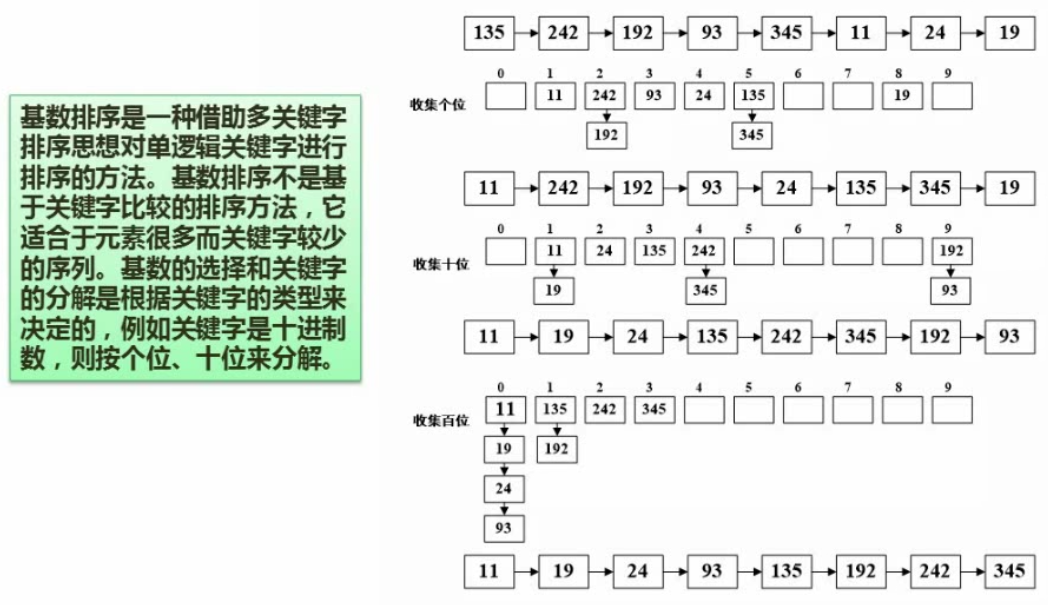 基数排序是一种借助多关键字
排序思想对单逻辑关键字进行
排序的方法。基数排序不是基
于关键字比较的排序方法，它
适合于元素很多而关键字较少
的序列。基数的选择和关键字
的分解是根据关键字的类型来
决定的，例如关键字是十进制
数，则按个位、十位来分解。
135 242 192 93 345 11 24 19
0 1 2 3 4 5 6 7 8 9
收集个位 11 242 93 24 135 19
192 345
11 242 192 93 24 135 345 19
0 1 2 3 4 5 6 7 8 9
收集十位 11 24 135 242 192
19 345 93
11 19 24 135 242 345 192 93
0 1 2 3 4 5 6 7 8 9
收集百位 11 135 242 345
19 192
24
93
11 19 24 93 135 192 242 345